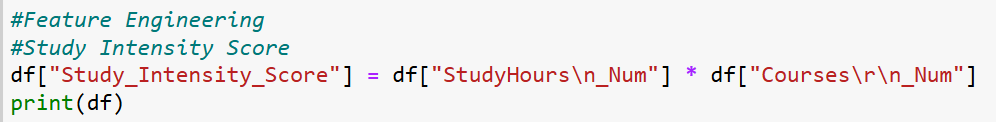 #Feature Engineering
#Study Intensity Score
df["Study_Intensity_Score"] = df["StudyHours\n_Num"] * df["Courses\r\n_Num"]
print(df)